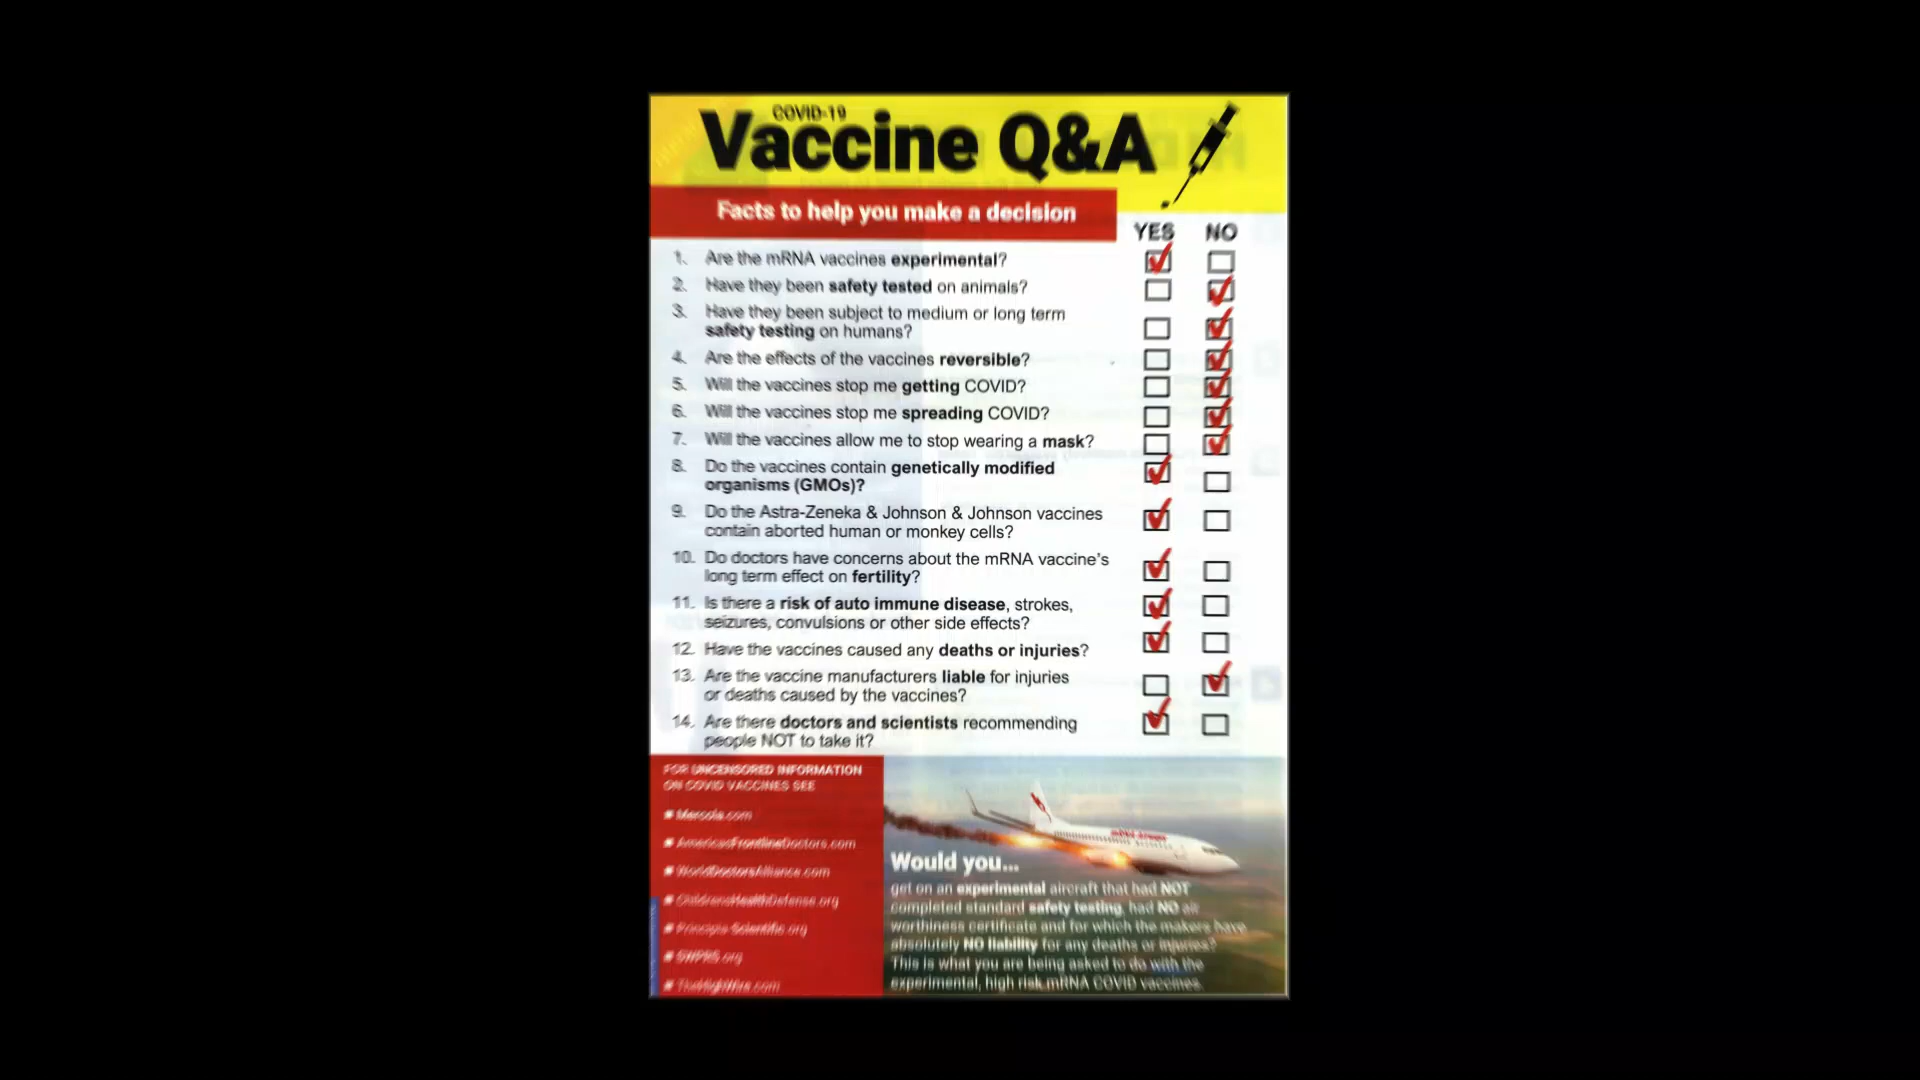 COVID-19
Vaccine Q&A
Facts to help you make a decision
YES NO
1. Are the mRNA vaccines experimental?
2. Have they been safety tested on animals?
3. Have they been subject to medium or long term
safety testing on humans?
4. Are the effects of the vaccines reversible?
5. Will the vaccines stop me getting COVID?
6. Will the vaccines stop me spreading COVID?
7. Will the vaccines allow me to stop wearing a mask?
8. Do the vaccines contain genetically modified
organisms (GMOs)?
9. Do the Astra-Zeneka & Johnson & Johnson vaccines
contain aborted human or monkey cells?
10. Do doctors have concerns about the mRNA vaccine's
long term effect on fertility?
11. Is there a risk of auto immune disease, strokes,
seizures, convulsions or other side effects?
12. Have the vaccines caused any deaths or injuries?
13. Are the vaccine manufacturers liable for injuries
or deaths caused by the vaccines?
14. Are there doctors and scientists recommending
people NOT to take it?
FOR UNCENSORED INFORMATION
ON COVID VACCINES SEE
Mercola.com
AmericasFrontlineDoctors.com
WorldDoctorsAlliance.com
ChildrensHealthDefense.org
Principia-Scientific.org
SWPRS.org
TheHighWire.com
Would you...
get on an experimental aircraft that had NOT
completed standard safety testing, had NO air
worthiness certificate and for which the makers have
absolutely NO liability for any deaths or injuries?
This is what you are being asked to do with the
experimental, high risk mRNA COVID vaccines.